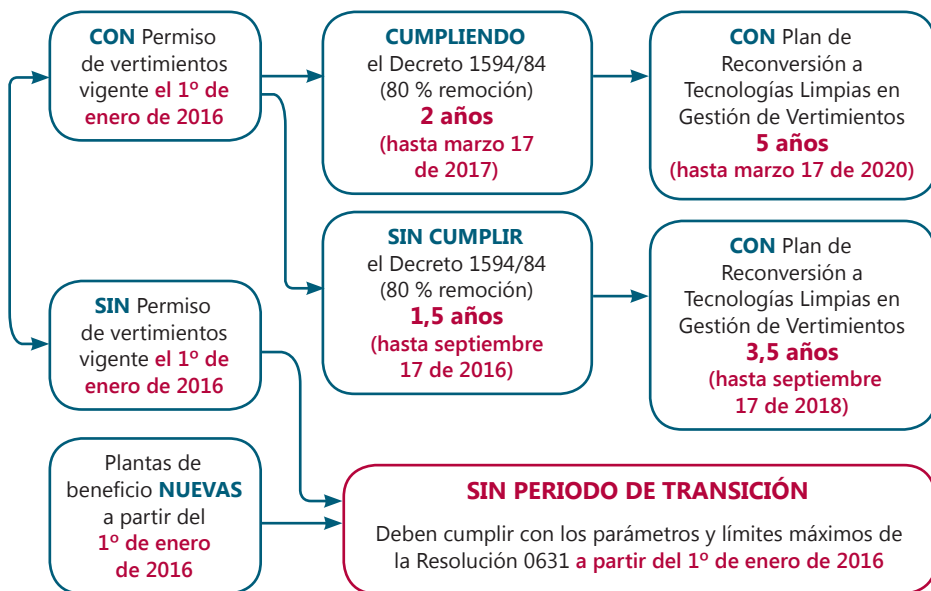 CON Permiso
de vertimientos
vigente el 1º de
enero de 2016
CUMPLIENDO
el Decreto 1594/84
(80 % remoción)
2 años
(hasta marzo 17
de 2017)
CON Plan de
Reconversión a
Tecnologías Limpias en
Gestión de Vertimientos
5 años
(hasta marzo 17 de 2020)
SIN CUMPLIR
el Decreto 1594/84
(80 % remoción)
1,5 años
(hasta septiembre
17 de 2016)
CON Plan de
Reconversión a
Tecnologías Limpias en
Gestión de Vertimientos
3,5 años
(hasta septiembre
17 de 2018)
SIN Permiso
de vertimientos
vigente el 1º de
enero de 2016
Plantas de
beneficio NUEVAS
a partir del
1º de enero
de 2016
SIN PERIODO DE TRANSICIÓN
Deben cumplir con los parámetros y límites máximos de
la Resolución 0631 a partir del 1º de enero de 2016